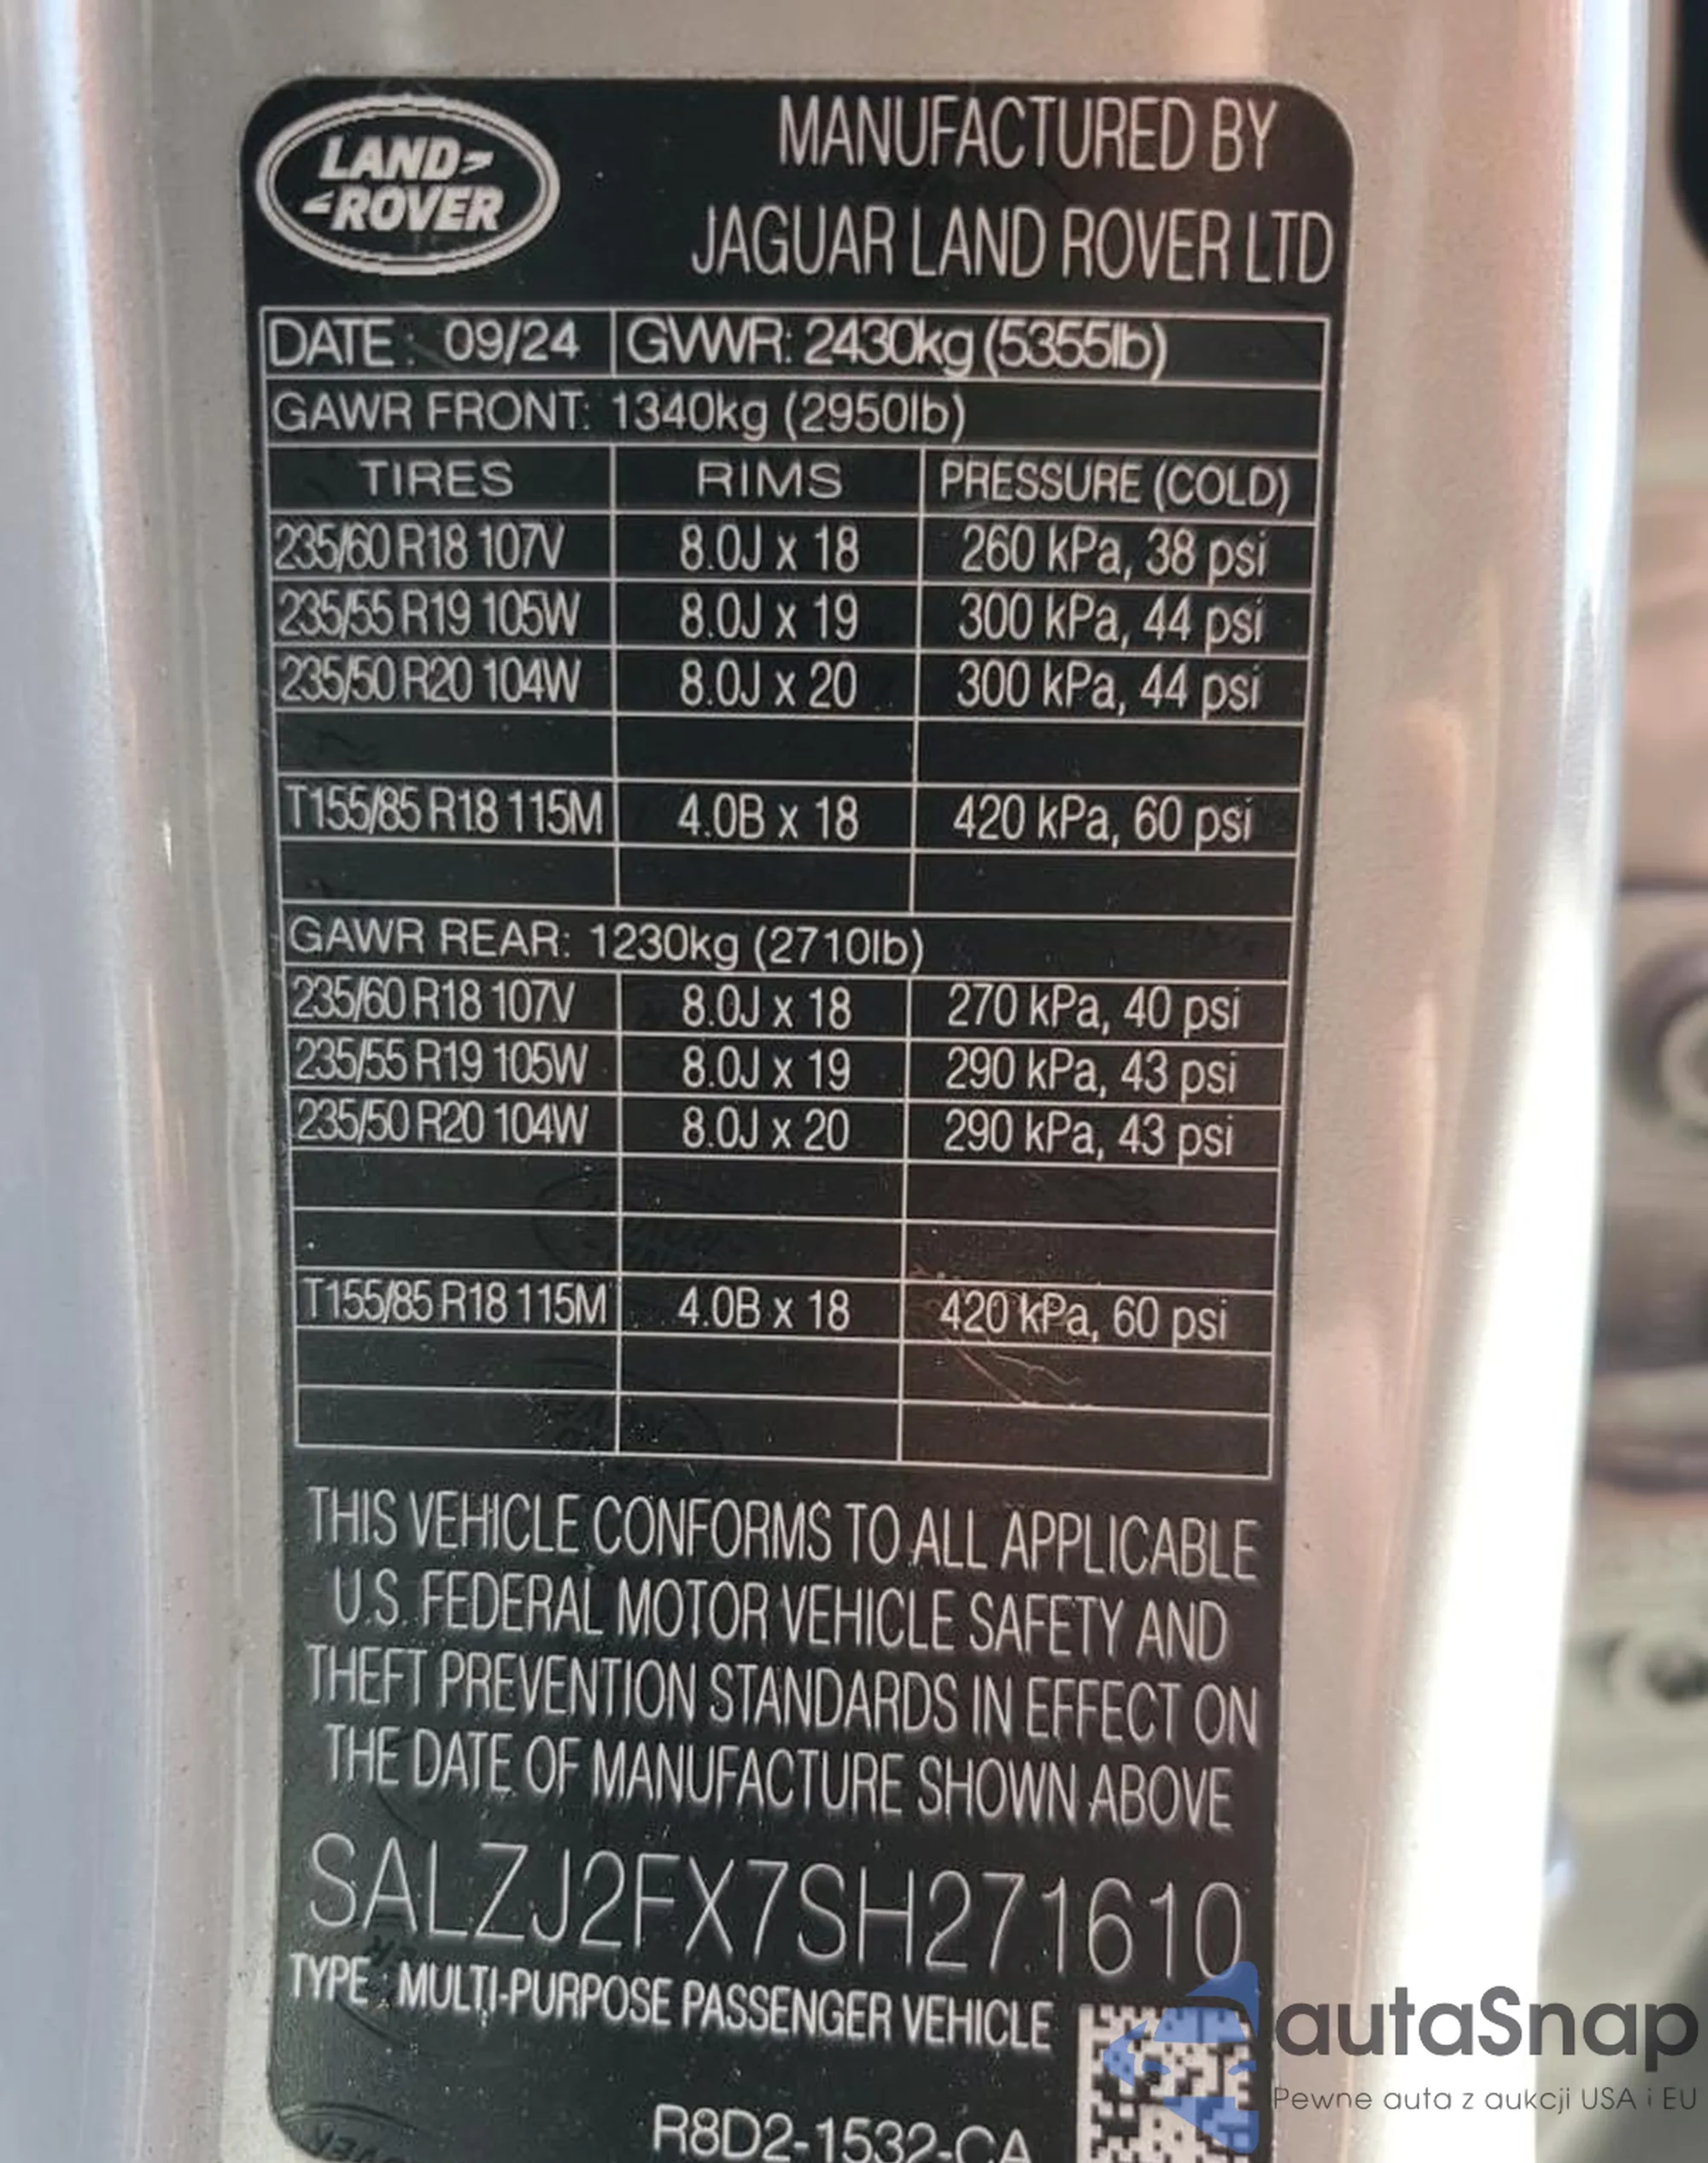 LAND-
-ROVER
MANUFACTURED BY
JAGUAR LAND ROVER LTD
DATE: 09/24 GVWR: 2430kg (5355lb)
GAWR FRONT: 1340kg (2950lb)
TIRES RIMS PRESSURE (COLD)
235/60 R18 107V 8.0J x 18 260 kPa, 38 psi
235/55 R19 105W 8.0J x 19 300 kPa, 44 psi
235/50 R20 104W 8.0J x 20 300 kPa, 44 psi
T155/85 R18 115M 4.0B x 18 420 kPa, 60 psi
GAWR REAR: 1230kg (2710lb)
235/60 R18 107V 8.0J x 18 270 kPa, 40 psi
235/55 R19 105W 8.0J x 19 290 kPa, 43 psi
235/50 R20 104W 8.0J x 20 290 kPa, 43 psi
T155/85 R18 115M 4.0B x 18 420 kPa, 60 psi
THIS VEHICLE CONFORMS TO ALL APPLICABLE
U.S. FEDERAL MOTOR VEHICLE SAFETY AND
THEFT PREVENTION STANDARDS IN EFFECT ON
THE DATE OF MANUFACTURE SHOWN ABOVE
SALZJ2FX7SH271610
TYPE: MULTI-PURPOSE PASSENGER VEHICLE
R8D2-1532-CA
autaSnap
Pewne auta z aukcji USA i EU